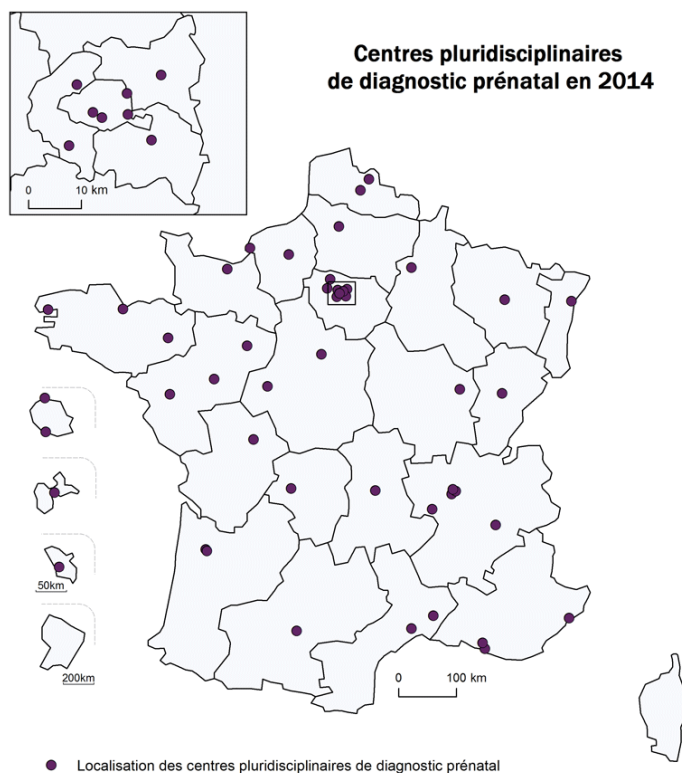 Centres pluridisciplinaires
de diagnostic prénatal en 2014
0 10 km
50km
200km
0 100 km
Localisation des centres pluridisciplinaires de diagnostic prénatal